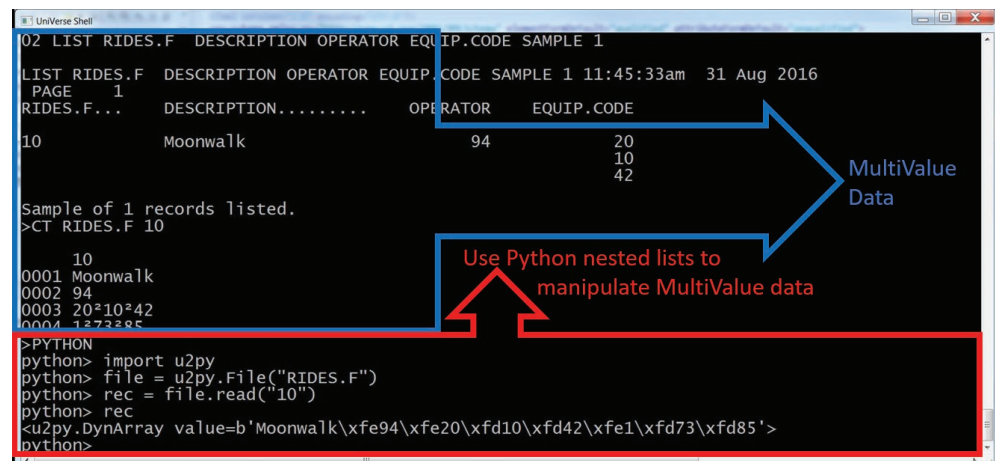 UniVerse Shell
02 LIST RIDES.F  DESCRIPTION OPERATOR EQUIP.CODE SAMPLE 1
LIST RIDES.F  DESCRIPTION OPERATOR EQUIP.CODE SAMPLE 1 11:45:33am  31 Aug 2016
PAGE    1
RIDES.F...    DESCRIPTION.........    OPERATOR    EQUIP.CODE
10    Moonwalk    94    20
10
42
MultiValue
Data
Sample of 1 records listed.
>CT RIDES.F 10
10
0001 Moonwalk
0002 94
0003 20²10²42
0004 1²73²85
Use Python nested lists to
manipulate MultiValue data
>PYTHON
python> import u2py
python> file = u2py.File("RIDES.F")
python> rec = file.read("10")
python> rec
<u2py.DynArray value=b'Moonwalk\xfe94\xfe20\xfd10\xfd42\xfe1\xfd73\xfd85'>
python>